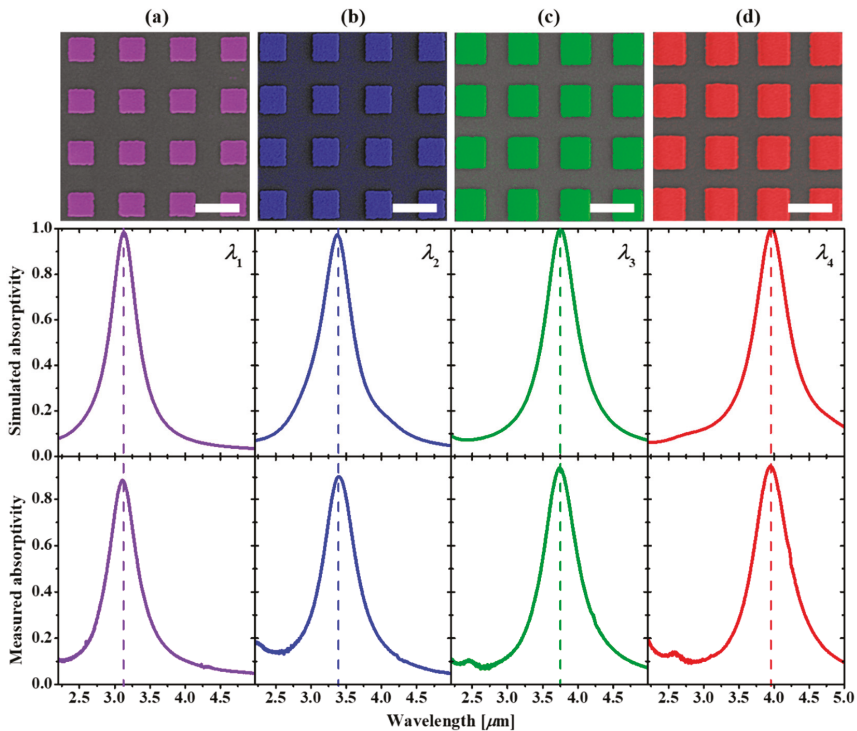 (a) (b) (c) (d)
Simulated absorptivity
1.0
0.8
0.6
0.4
0.2
0.0
λ1 λ2 λ3 λ4
Measured absorptivity
0.8
0.6
0.4
0.2
0.0
2.5 3.0 3.5 4.0 4.5 2.5 3.0 3.5 4.0 4.5 2.5 3.0 3.5 4.0 4.5 2.5 3.0 3.5 4.0 4.5 5.0
Wavelength [μm]